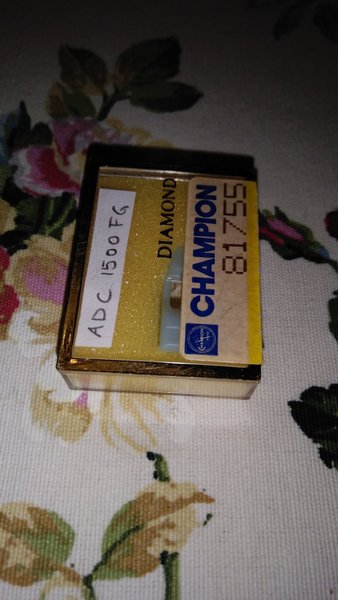 ADC 1500 FG
DIAMOND
CHAMPION
81755